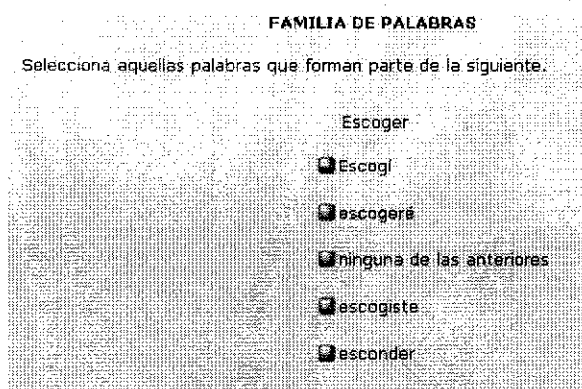 FAMILIA DE PALABRAS
Selecciona aquellas palabras que forman parte de la siguiente.
Escoger
Escogí
escogeré
ninguna de las anteriores
escogiste
esconder